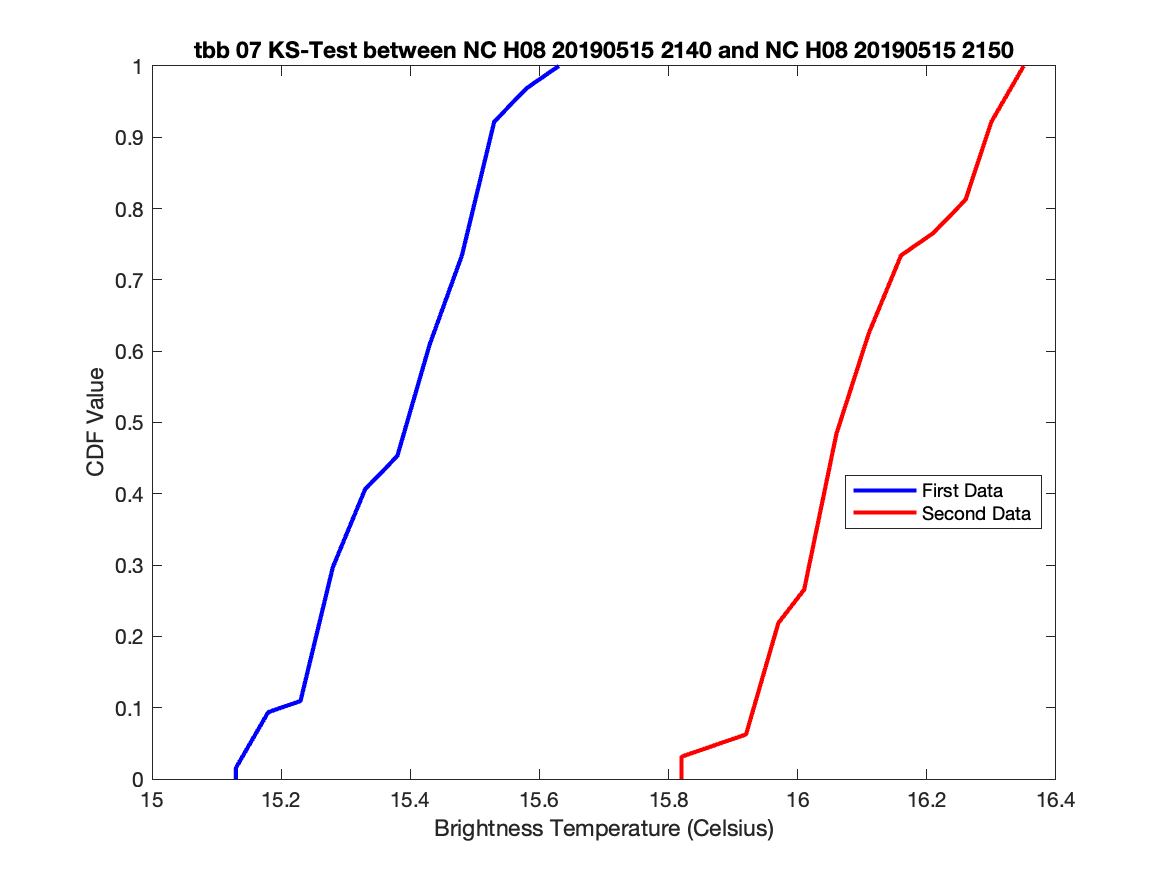 tbb 07 KS-Test between NC H08 20190515 2140 and NC H08 20190515 2150
1
0.9
0.8
0.7
0.6
0.5
0.4
0.3
0.2
0.1
0
CDF Value
First Data
Second Data
15 15.2 15.4 15.6 15.8 16 16.2 16.4
Brightness Temperature (Celsius)